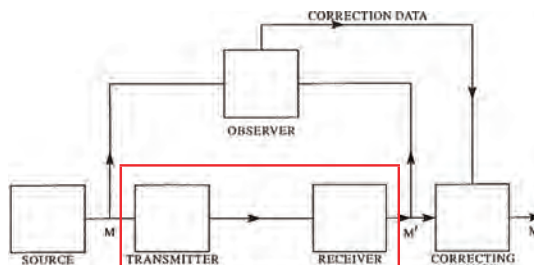 CORRECTION DATA
OBSERVER
M
M'
M
SOURCE
TRANSMITTER
RECEIVER
CORRECTING